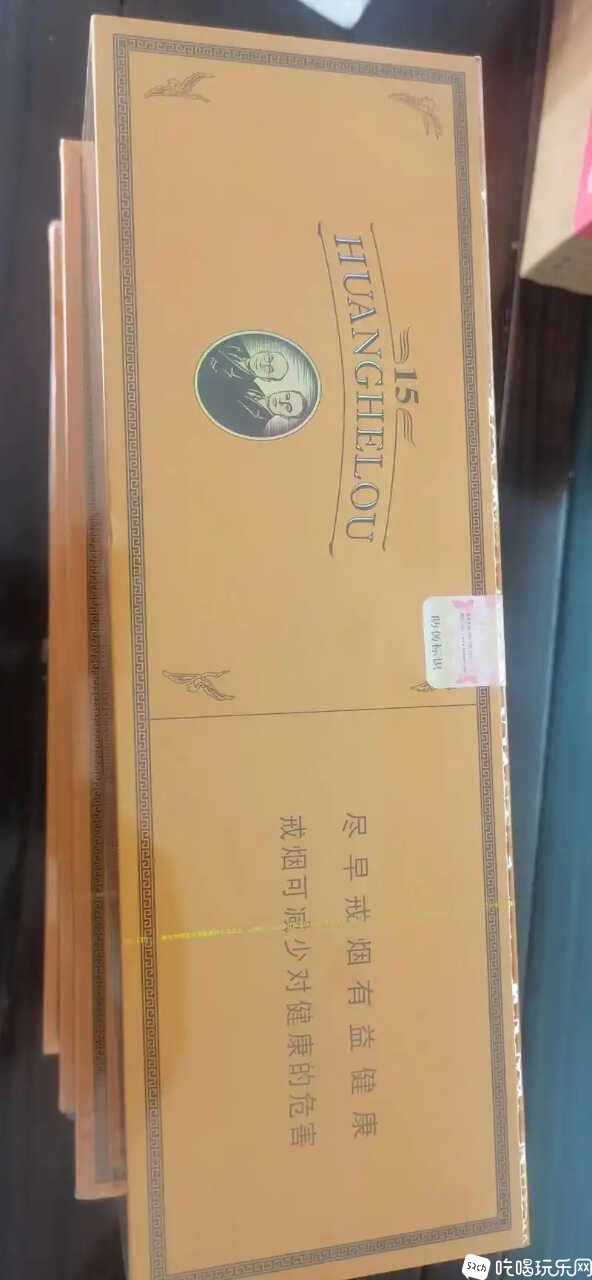 15
HUANGHELOU
防伪标识
尽早戒烟有益健康
戒烟可减少对健康的危害
52ch 吃喝玩乐网